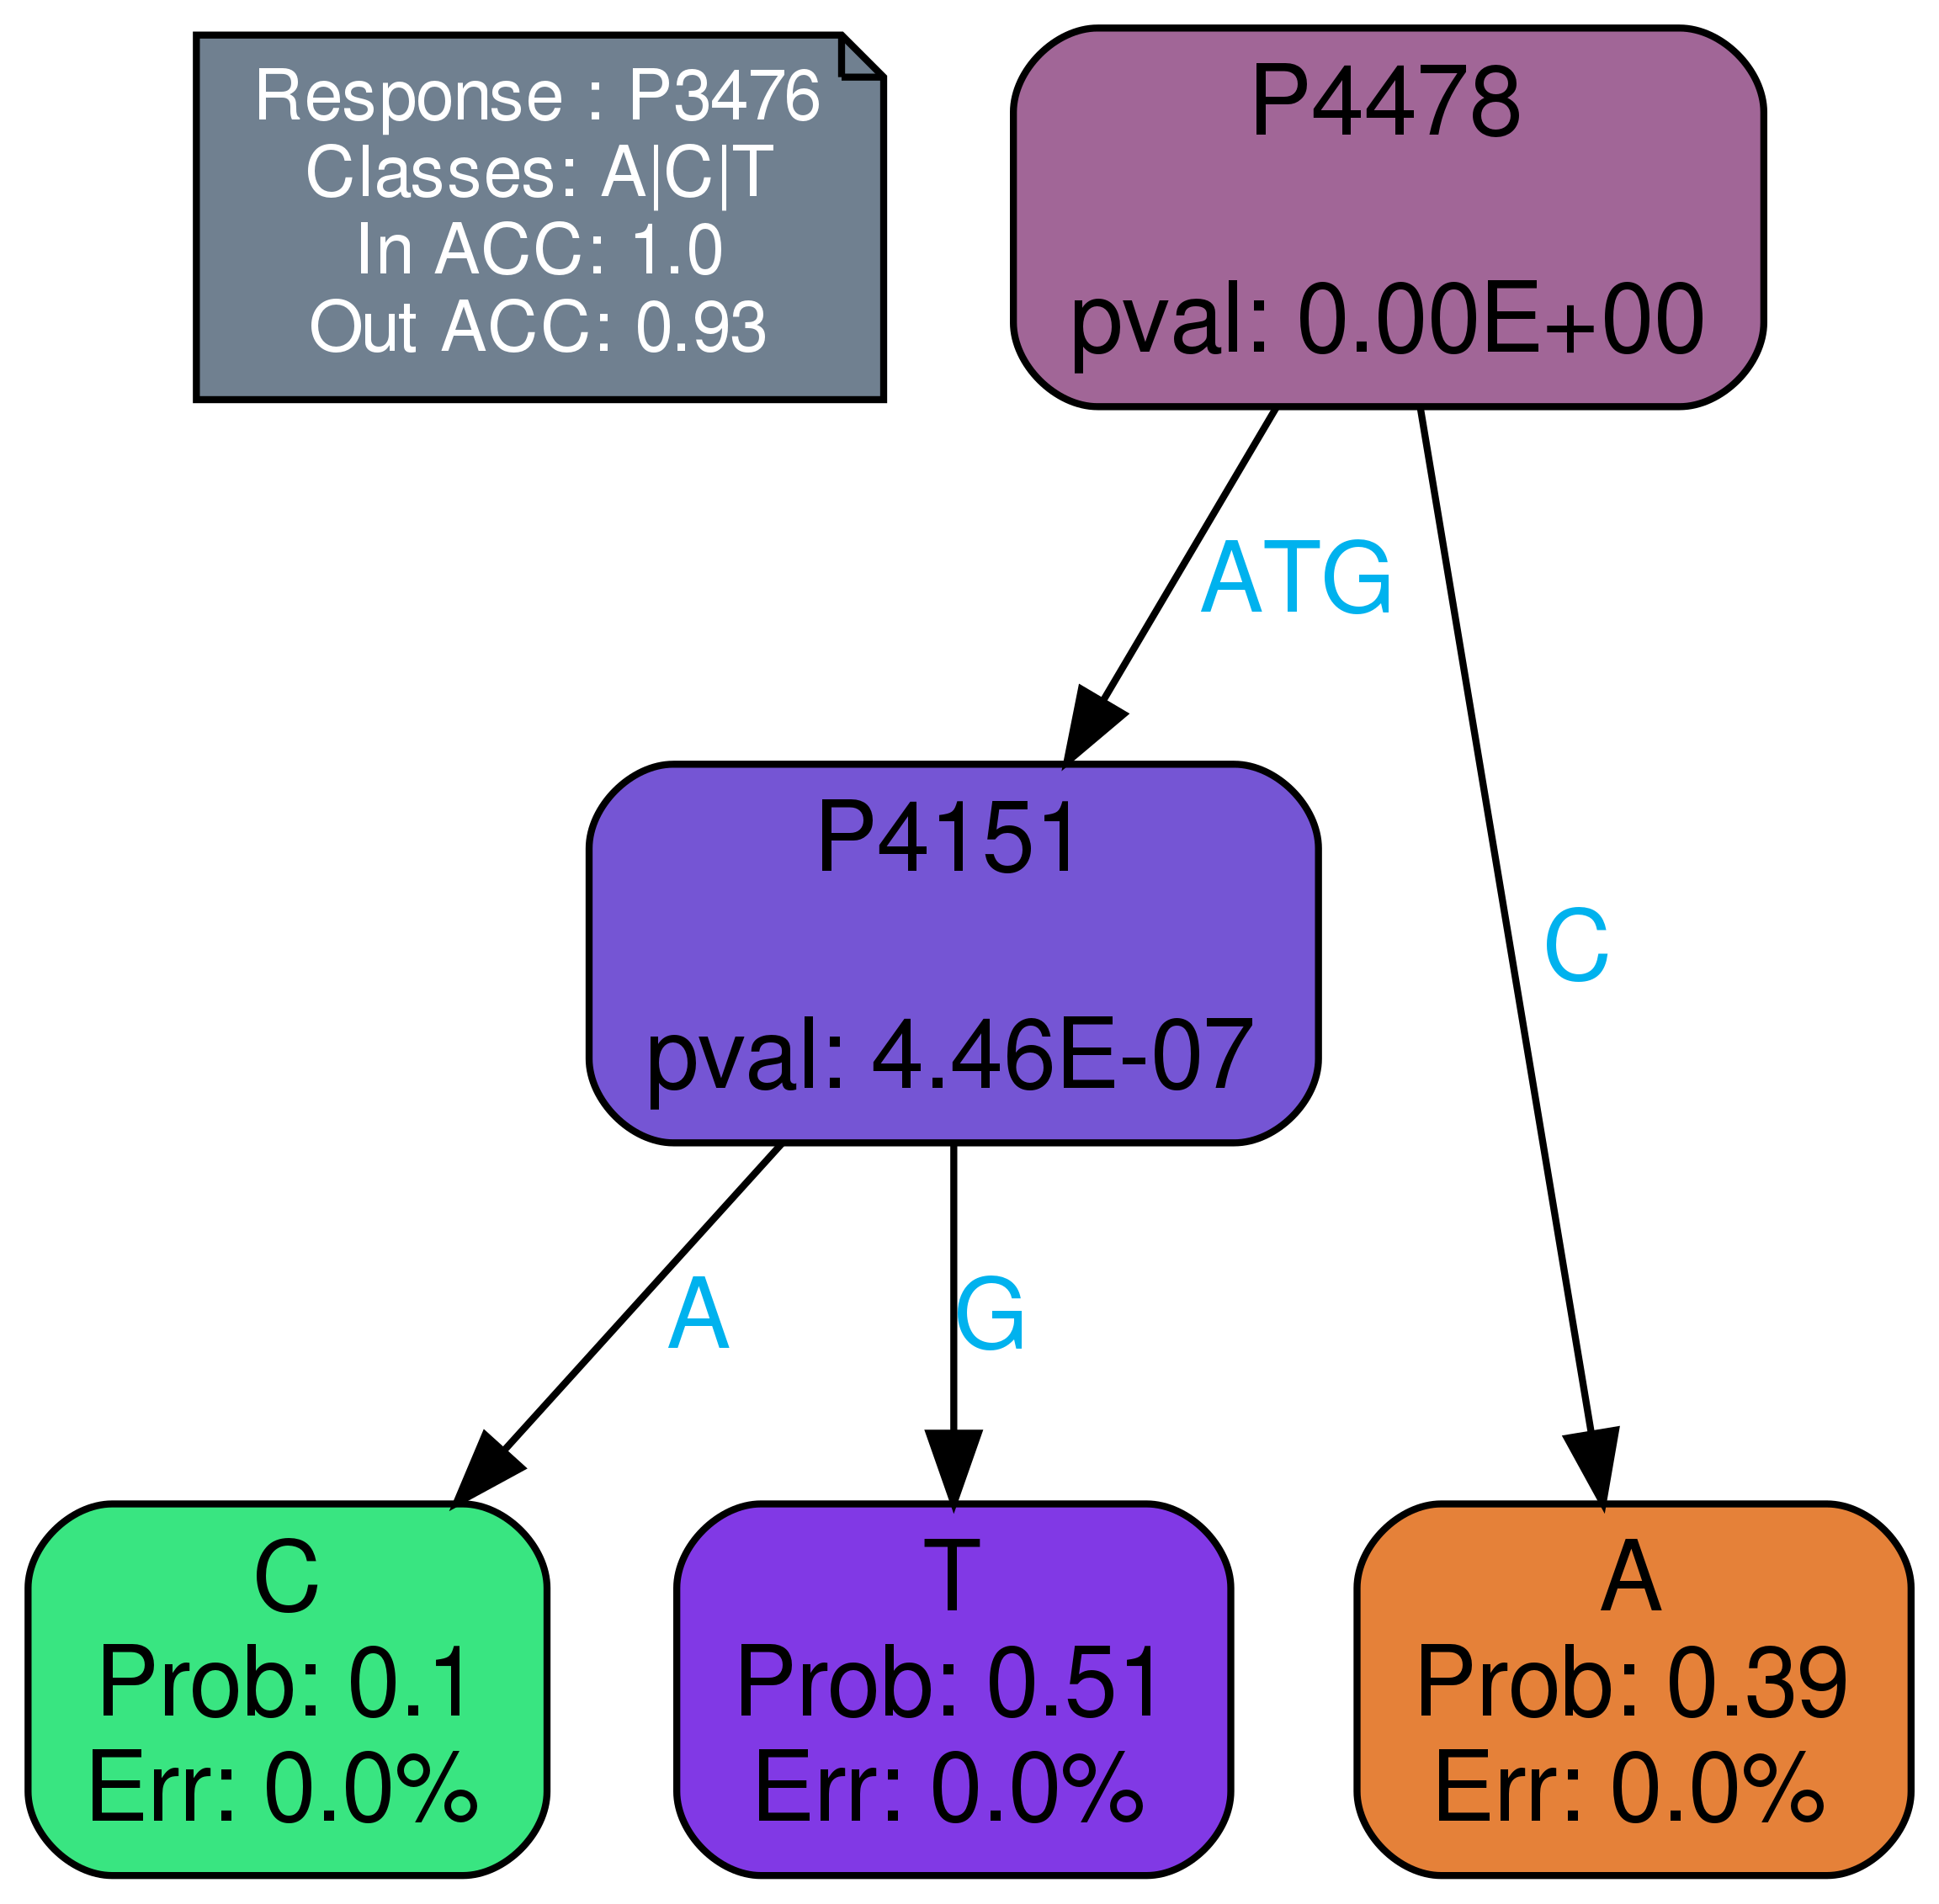 Response : P3476
Classes: A|C|T
In ACC: 1.0
Out ACC: 0.93
P4478
pval: 0.00E+00
ATG
C
P4151
pval: 4.46E-07
A
G
C
Prob: 0.1
Err: 0.0%
T
Prob: 0.51
Err: 0.0%
A
Prob: 0.39
Err: 0.0%